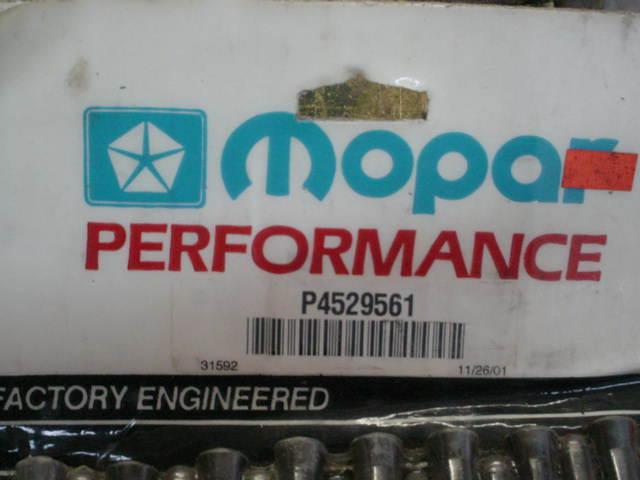 Mopar
PERFORMANCE
P4529561
31592 11/26/01
FACTORY ENGINEERED